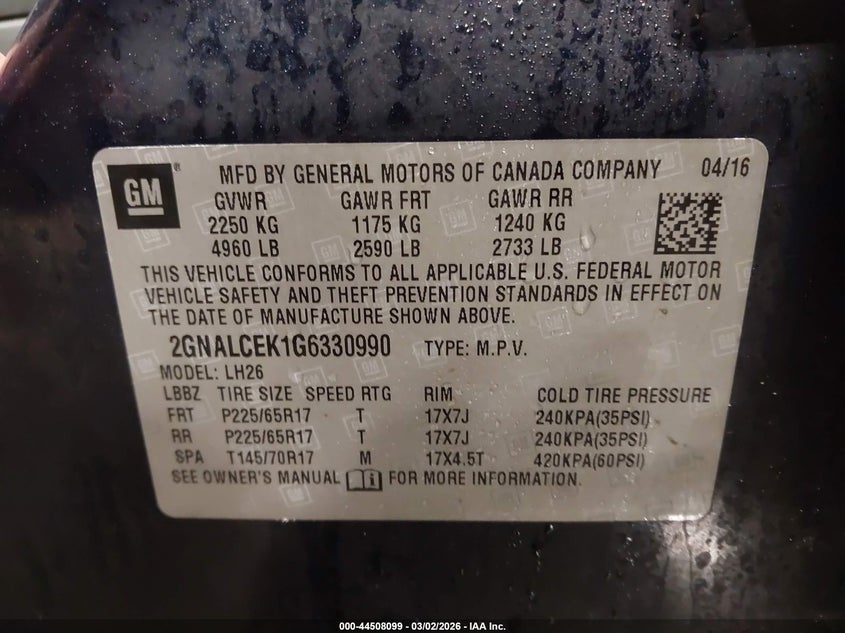 GM ® MFD BY GENERAL MOTORS OF CANADA COMPANY 04/16
GVWR GAWR FRT GAWR RR
2250 KG 1175 KG 1240 KG
4960 LB 2590 LB 2733 LB
THIS VEHICLE CONFORMS TO ALL APPLICABLE U.S. FEDERAL MOTOR
VEHICLE SAFETY AND THEFT PREVENTION STANDARDS IN EFFECT ON
THE DATE OF MANUFACTURE SHOWN ABOVE.
2GNALCEK1G6330990 TYPE: M.P.V.
MODEL: LH26
LBBZ TIRE SIZE SPEED RTG RIM COLD TIRE PRESSURE
FRT P225/65R17 T 17X7J 240KPA(35PSI)
RR P225/65R17 T 17X7J 240KPA(35PSI)
SPA T145/70R17 M 17X4.5T 420KPA(60PSI)
SEE OWNER'S MANUAL FOR MORE INFORMATION.
000-44508099 — 03/02/2026 — IAA Inc.